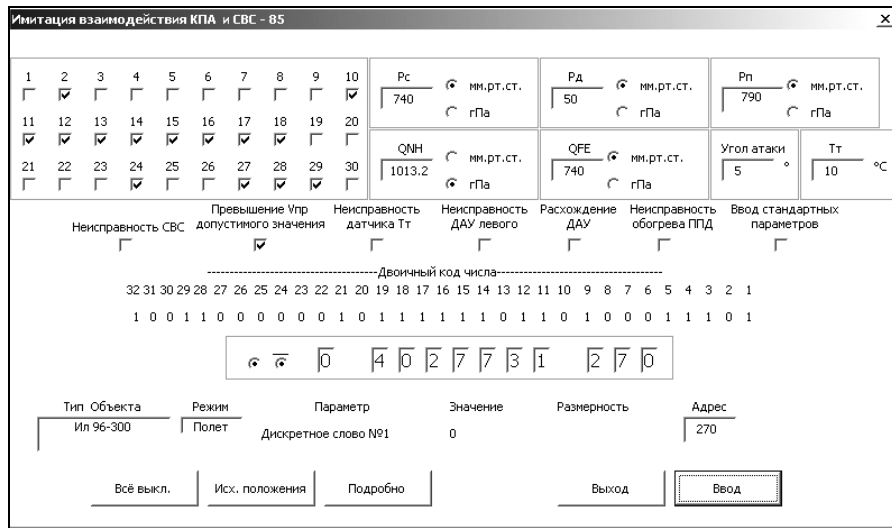 Имитация взаимодействия КПА и СВС - 85 X
1 2 3 4 5 6 7 8 9 10
11 12 13 14 15 16 17 18 19 20
21 22 23 24 25 26 27 28 29 30
Рс
740
мм.рт.ст.
гПа
Рд
50
мм.рт.ст.
гПа
Рп
790
мм.рт.ст.
гПа
QNH
1013.2
мм.рт.ст.
гПа
QFE
740
мм.рт.ст.
гПа
Угол атаки
5 °
Тт
10 °С
Неисправность СВС
Превышение Vпр
допустимого значения
Неисправность
датчика Тт
Неисправность
ДАУ левого
Расхождение
ДАУ
Неисправность
обогрева ППД
Ввод стандартных
параметров
Двоичный код числа
32 31 30 29 28 27 26 25 24 23 22 21 20 19 18 17 16 15 14 13 12 11 10 9 8 7 6 5 4 3 2 1
1 0 0 1 1 0 0 0 0 0 0 1 0 1 1 1 1 1 1 0 1 1 0 1 0 0 0 1 1 1 0 1
0 4 0 2 7 7 3 1 2 7 0
Тип Объекта Режим Параметр Значение Размерность Адрес
Ил 96-300 Полет Дискретное слово №1 0 270
Всё выкл. Исх. положения Подробно Выход Ввод